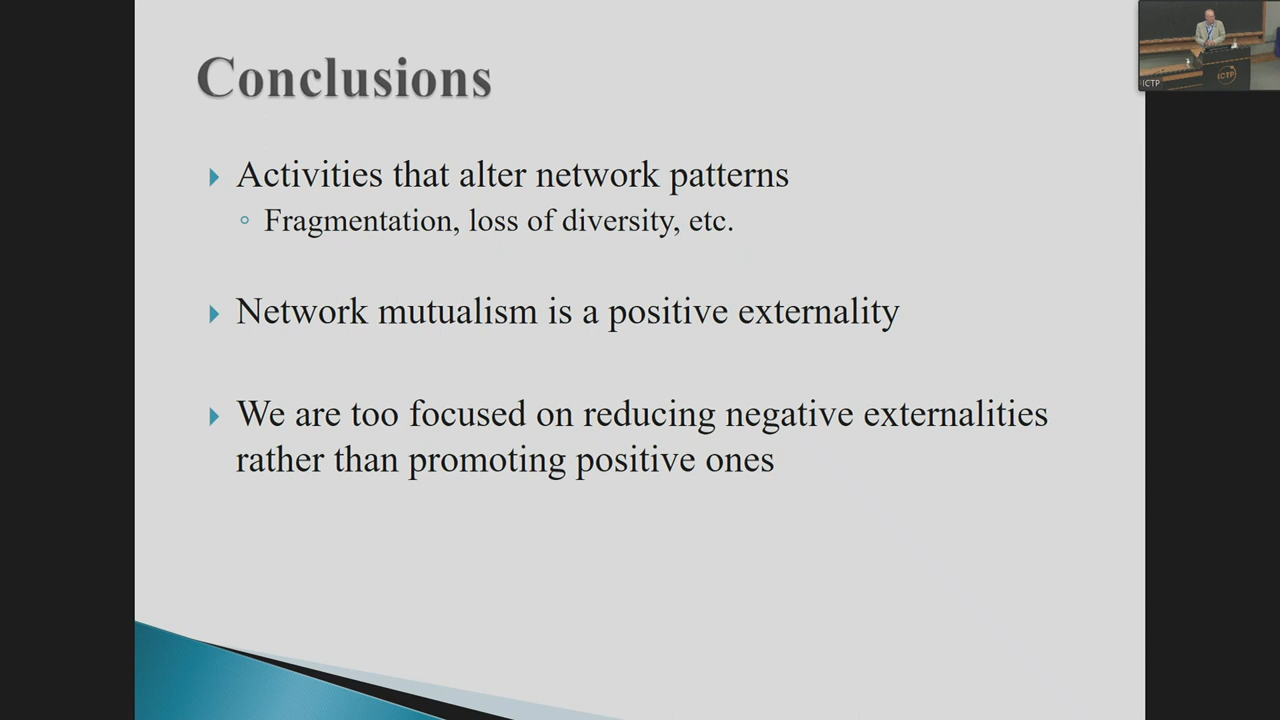 Conclusions
Activities that alter network patterns
Fragmentation, loss of diversity, etc.
Network mutualism is a positive externality
We are too focused on reducing negative externalities
rather than promoting positive ones
ICTP
ICTP